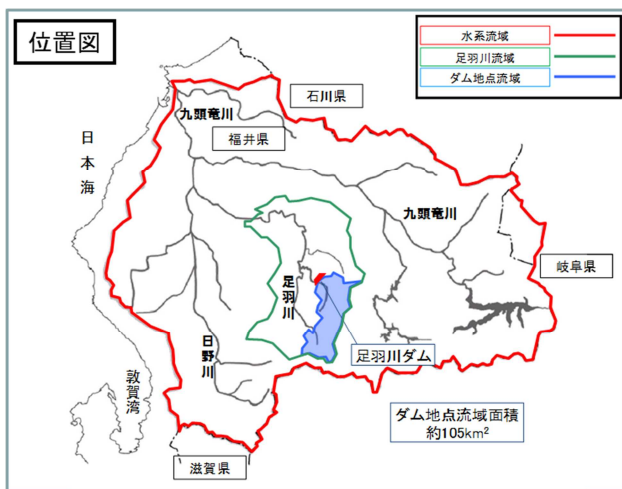 位置図
水系流域
足羽川流域
ダム地点流域
石川県
九頭竜川
福井県
日本海
九頭竜川
岐阜県
足羽川
足羽川ダム
日野川
敦賀湾
ダム地点流域面積
約105km²
滋賀県